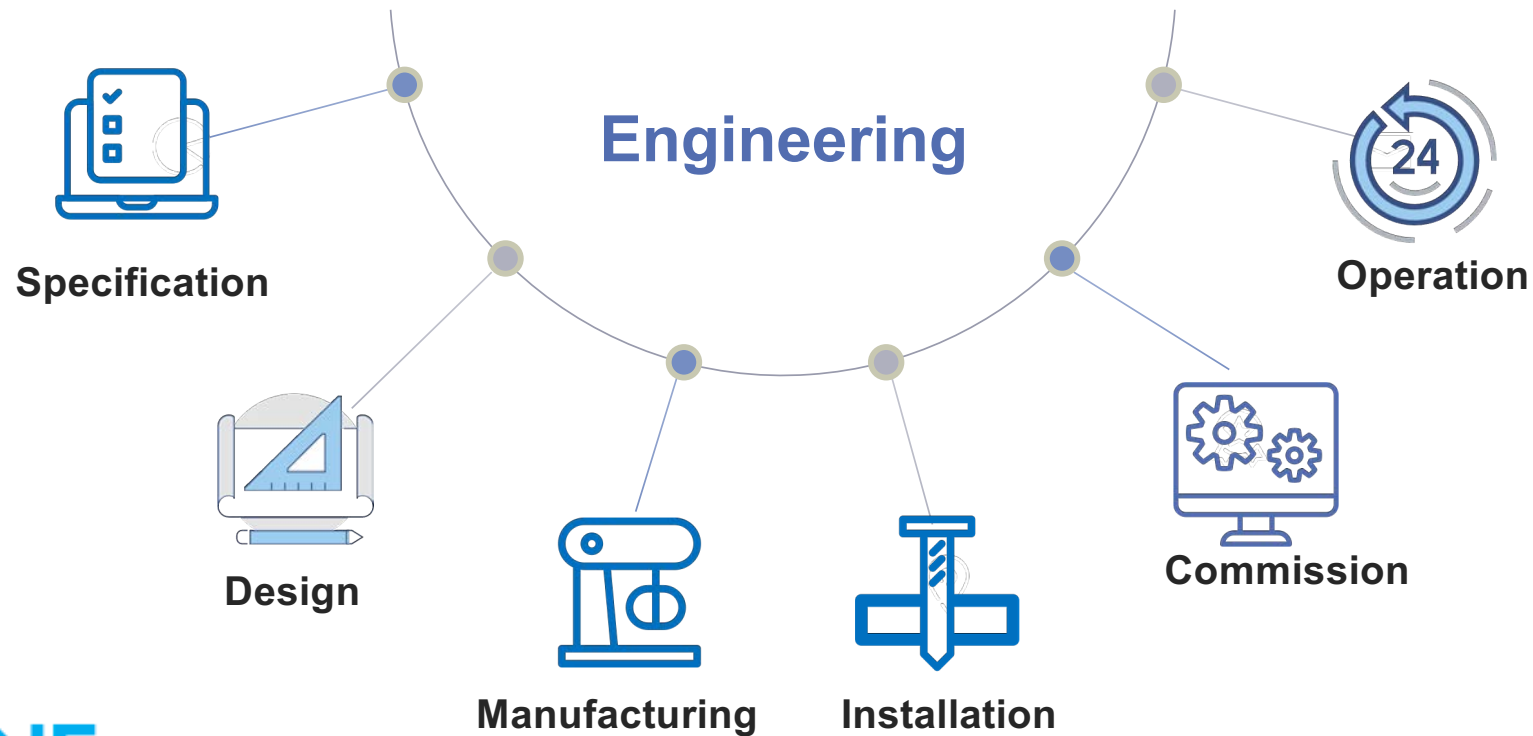 Engineering
24
Specification
Operation
Design
Commission
Manufacturing
Installation